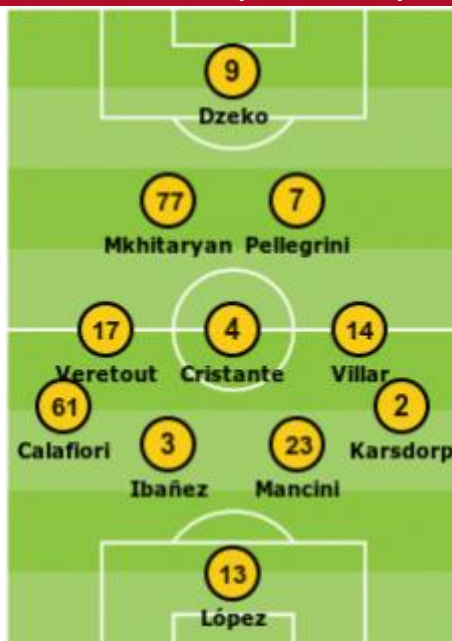 9
Dzeko
77 7
Mkhitaryan Pellegrini
17 4 14
Veretout Cristante Villar
61 2
Calafiori Karsdorp
3 23
Ibañez Mancini
13
López